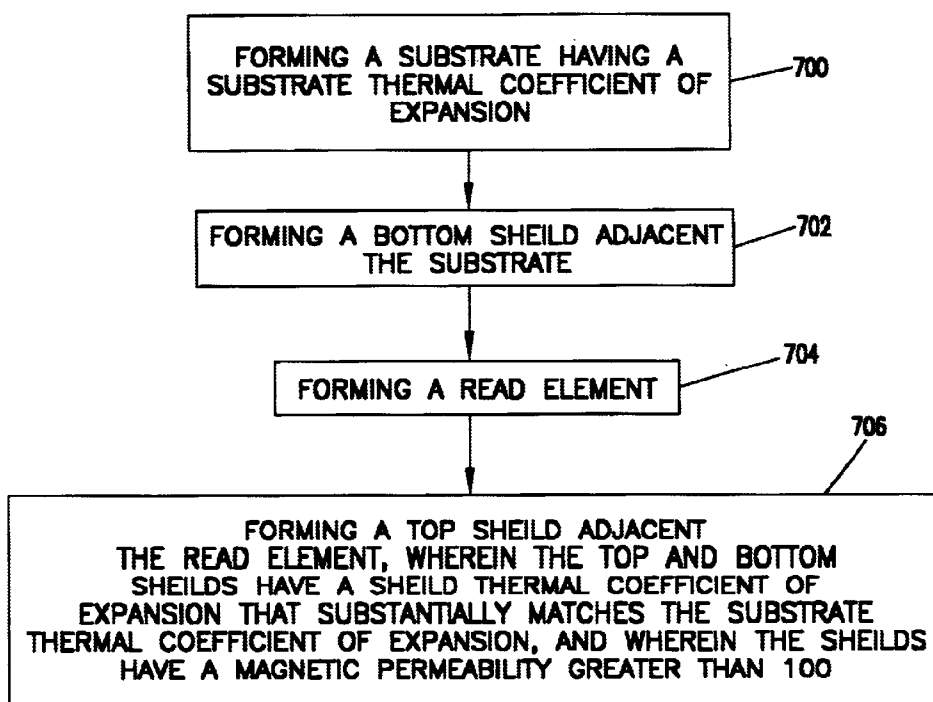 FORMING A SUBSTRATE HAVING A
SUBSTRATE THERMAL COEFFICIENT OF
EXPANSION
700
FORMING A BOTTOM SHEILD ADJACENT
THE SUBSTRATE
702
FORMING A READ ELEMENT
704
706
FORMING A TOP SHEILD ADJACENT
THE READ ELEMENT, WHEREIN THE TOP AND BOTTOM
SHEILDS HAVE A SHEILD THERMAL COEFFICIENT OF
EXPANSION THAT SUBSTANTIALLY MATCHES THE SUBSTRATE
THERMAL COEFFICIENT OF EXPANSION, AND WHEREIN THE SHEILDS
HAVE A MAGNETIC PERMEABILITY GREATER THAN 100